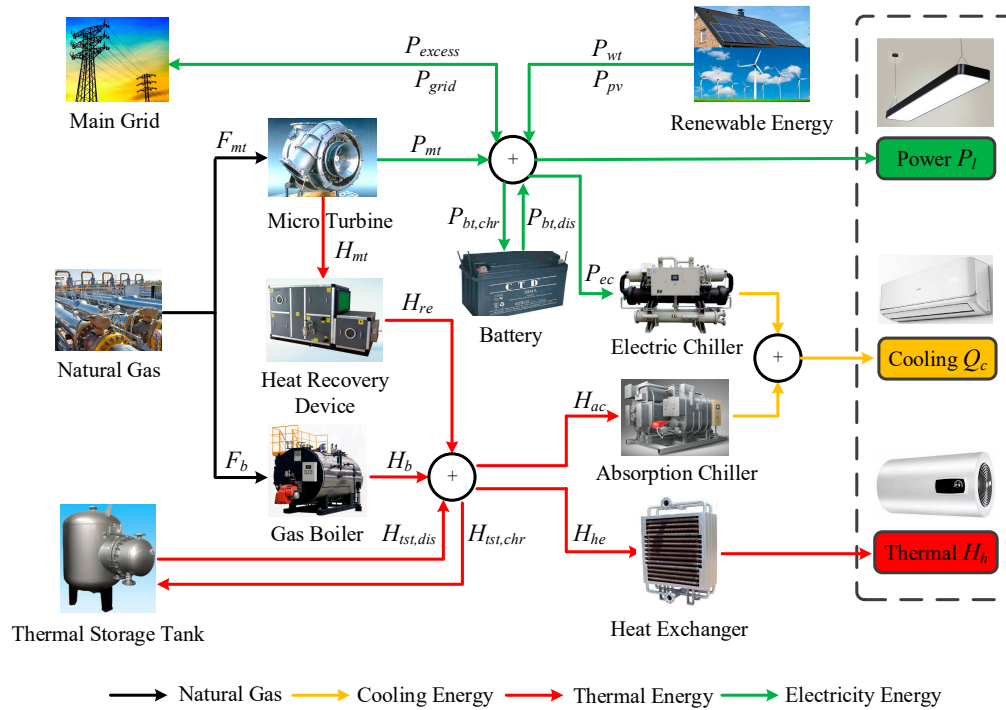 P_excess
P_grid
P_wt
P_pv
Main Grid
Renewable Energy
F_mt
P_mt
+
Power P_l
Micro Turbine
P_bt,chr
P_bt,dis
H_mt
P_ec
CTD
H_re
Battery
Electric Chiller
+
Cooling Q_c
Natural Gas
Heat Recovery
Device
H_ac
F_b
H_b
+
Absorption Chiller
Gas Boiler
H_tst,dis
H_tst,chr
H_he
Thermal H_h
Thermal Storage Tank
Heat Exchanger
Natural Gas
Cooling Energy
Thermal Energy
Electricity Energy